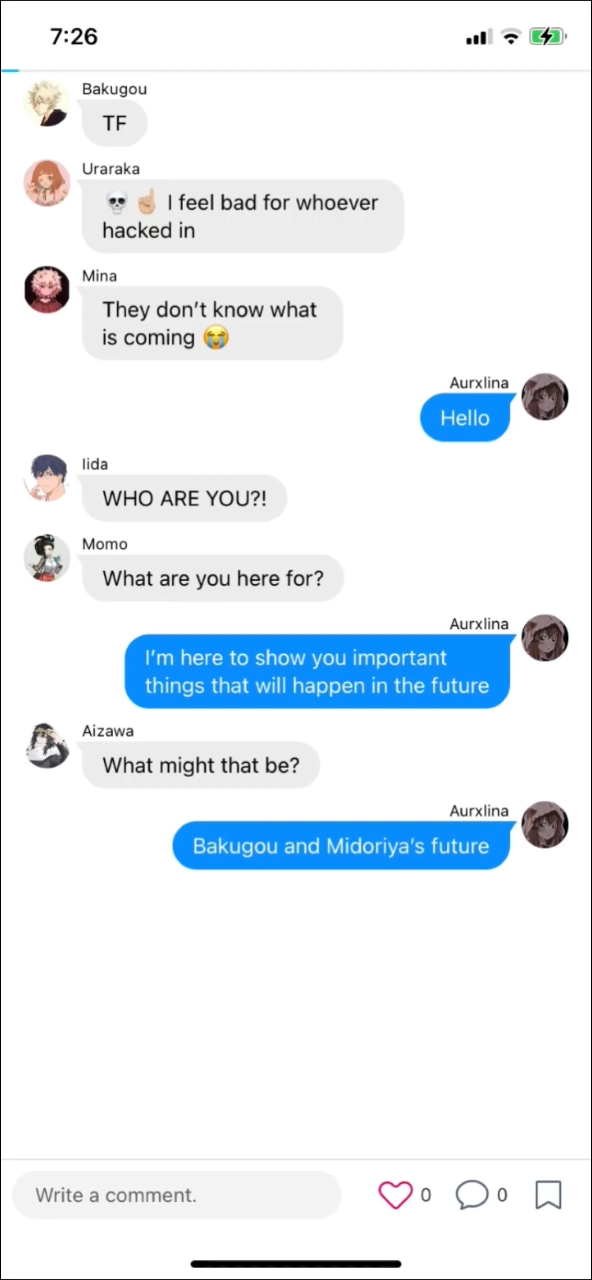 7:26
Bakugou
TF
Uraraka
💀☝🏼 I feel bad for whoever
hacked in
Mina
They don’t know what
is coming 😭
Aurxlina
Hello
Iida
WHO ARE YOU?!
Momo
What are you here for?
Aurxlina
I’m here to show you important
things that will happen in the future
Aizawa
What might that be?
Aurxlina
Bakugou and Midoriya’s future
Write a comment.
0
0